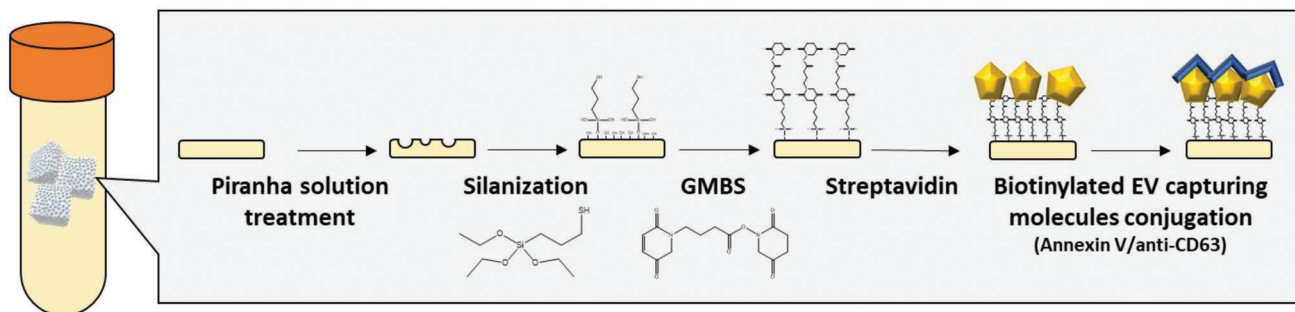 Piranha solution
treatment
Silanization
GMBS
Streptavidin
Biotinylated EV capturing
molecules conjugation
(Annexin V/anti-CD63)
SH
Si
O
O
O
O
N
O
O
O
N
O
O